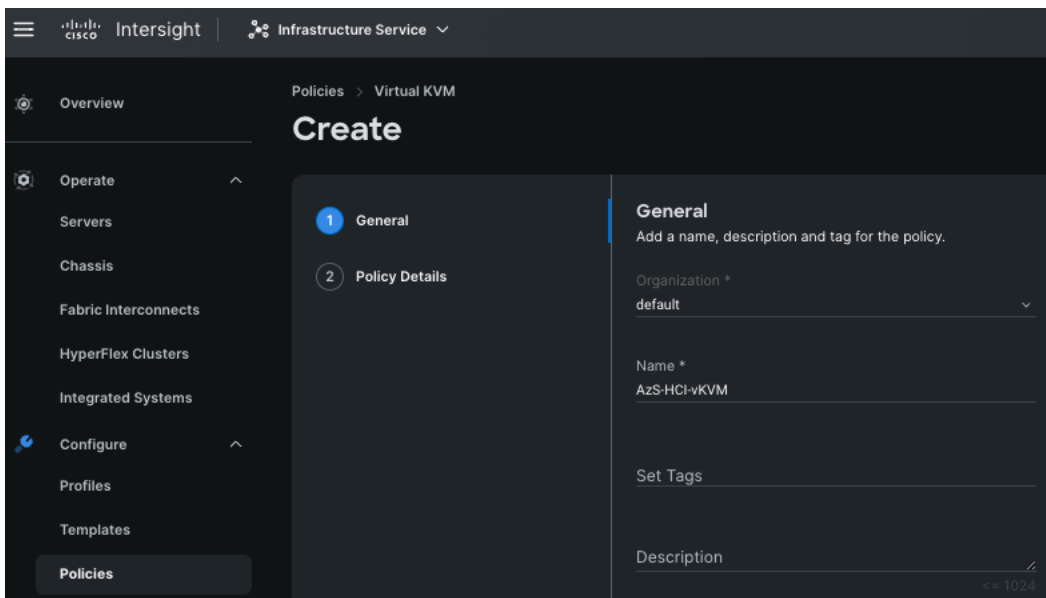 cisco Intersight Infrastructure Service
Overview
Operate
Servers
Chassis
Fabric Interconnects
HyperFlex Clusters
Integrated Systems
Configure
Profiles
Templates
Policies
Policies > Virtual KVM
Create
1 General
2 Policy Details
General
Add a name, description and tag for the policy.
Organization *
default
Name *
AzS-HCI-vKVM
Set Tags
Description
<= 1024